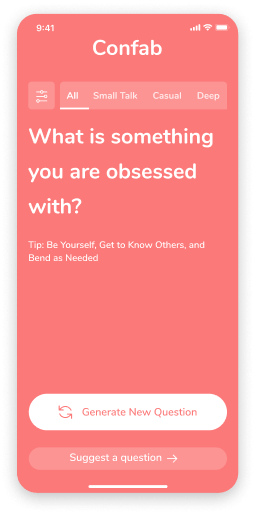 9:41
Confab
All Small Talk Casual Deep
What is something
you are obsessed
with?
Tip: Be Yourself, Get to Know Others, and
Bend as Needed
Generate New Question
Suggest a question →